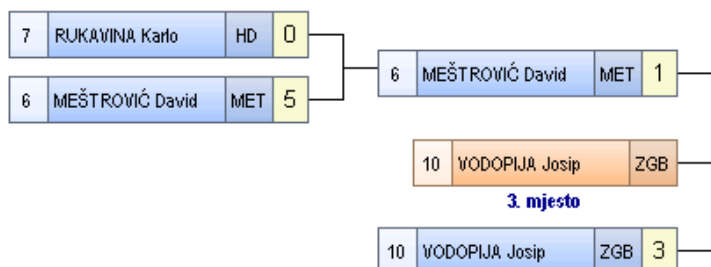 7 RUKAVINA Karlo HD 0
6 MEŠTROVIĆ David MET 5
6 MEŠTROVIĆ David MET 1
10 VODOPIJA Josip ZGB
3. mjesto
10 VODOPIJA Josip ZGB 3